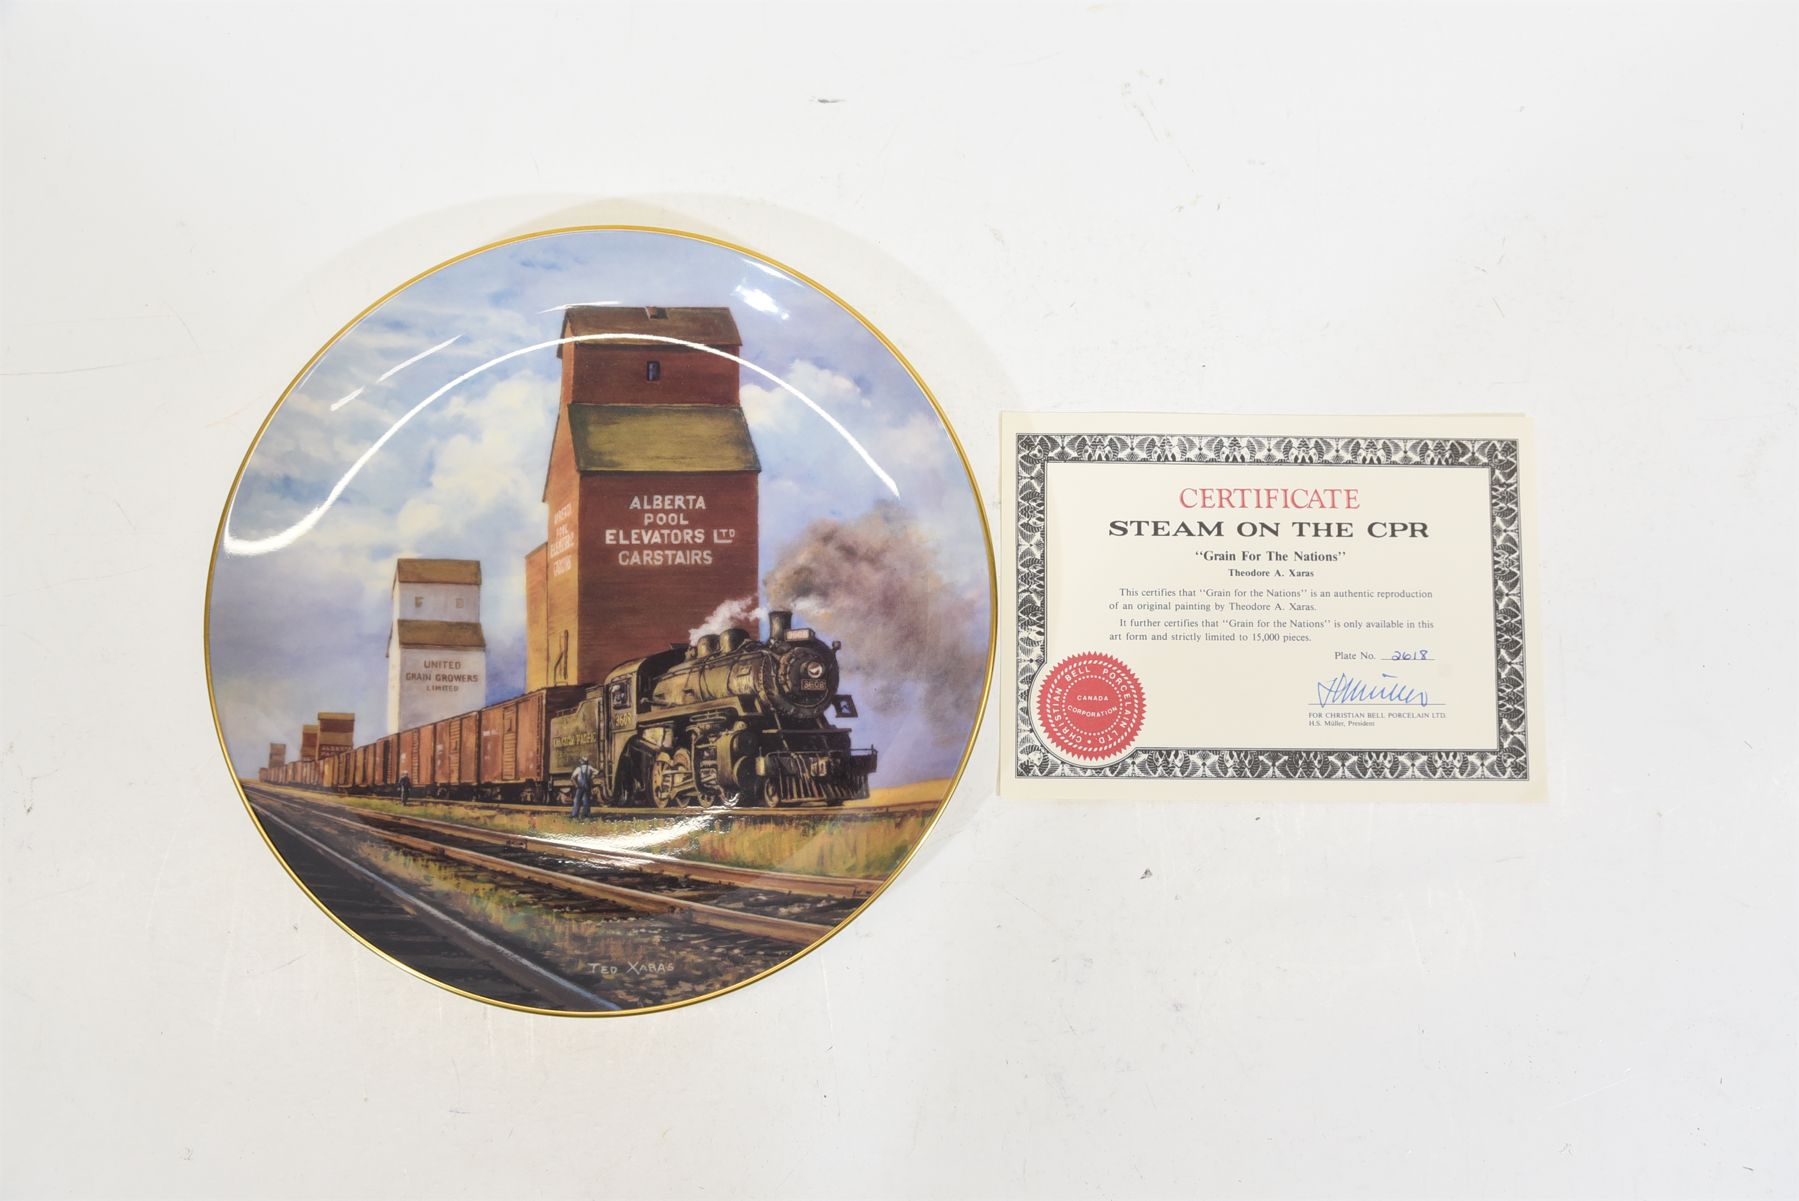 ALBERTA
POOL
ELEVATORS LTD
CARSTAIRS
UNITED
GRAIN GROWERS
LIMITED
3608
3608
TED XARAS
CERTIFICATE
STEAM ON THE CPR
“Grain For The Nations”
Theodore A. Xaras
This certifies that “Grain for the Nations” is an authentic reproduction
of an original painting by Theodore A. Xaras.
It further certifies that “Grain for the Nations” is only available in this
art form and strictly limited to 15,000 pieces.
Plate No. 2618
FOR CHRISTIAN BELL PORCELAIN LTD.
H.S. Müller, President
CHRISTIAN BELL PORCELAIN LTD.
CANADA
CORPORATION